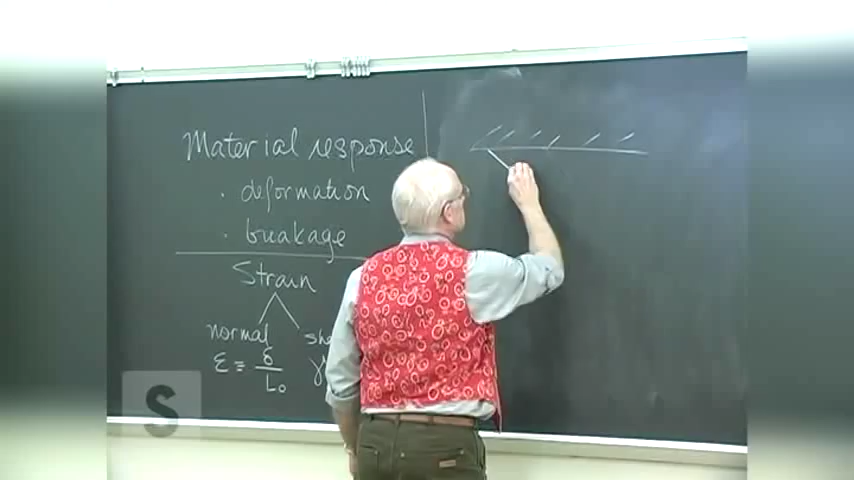 Material response
· deformation
· breakage
Strain
normal
ε ≡ δ
L₀
γ
S